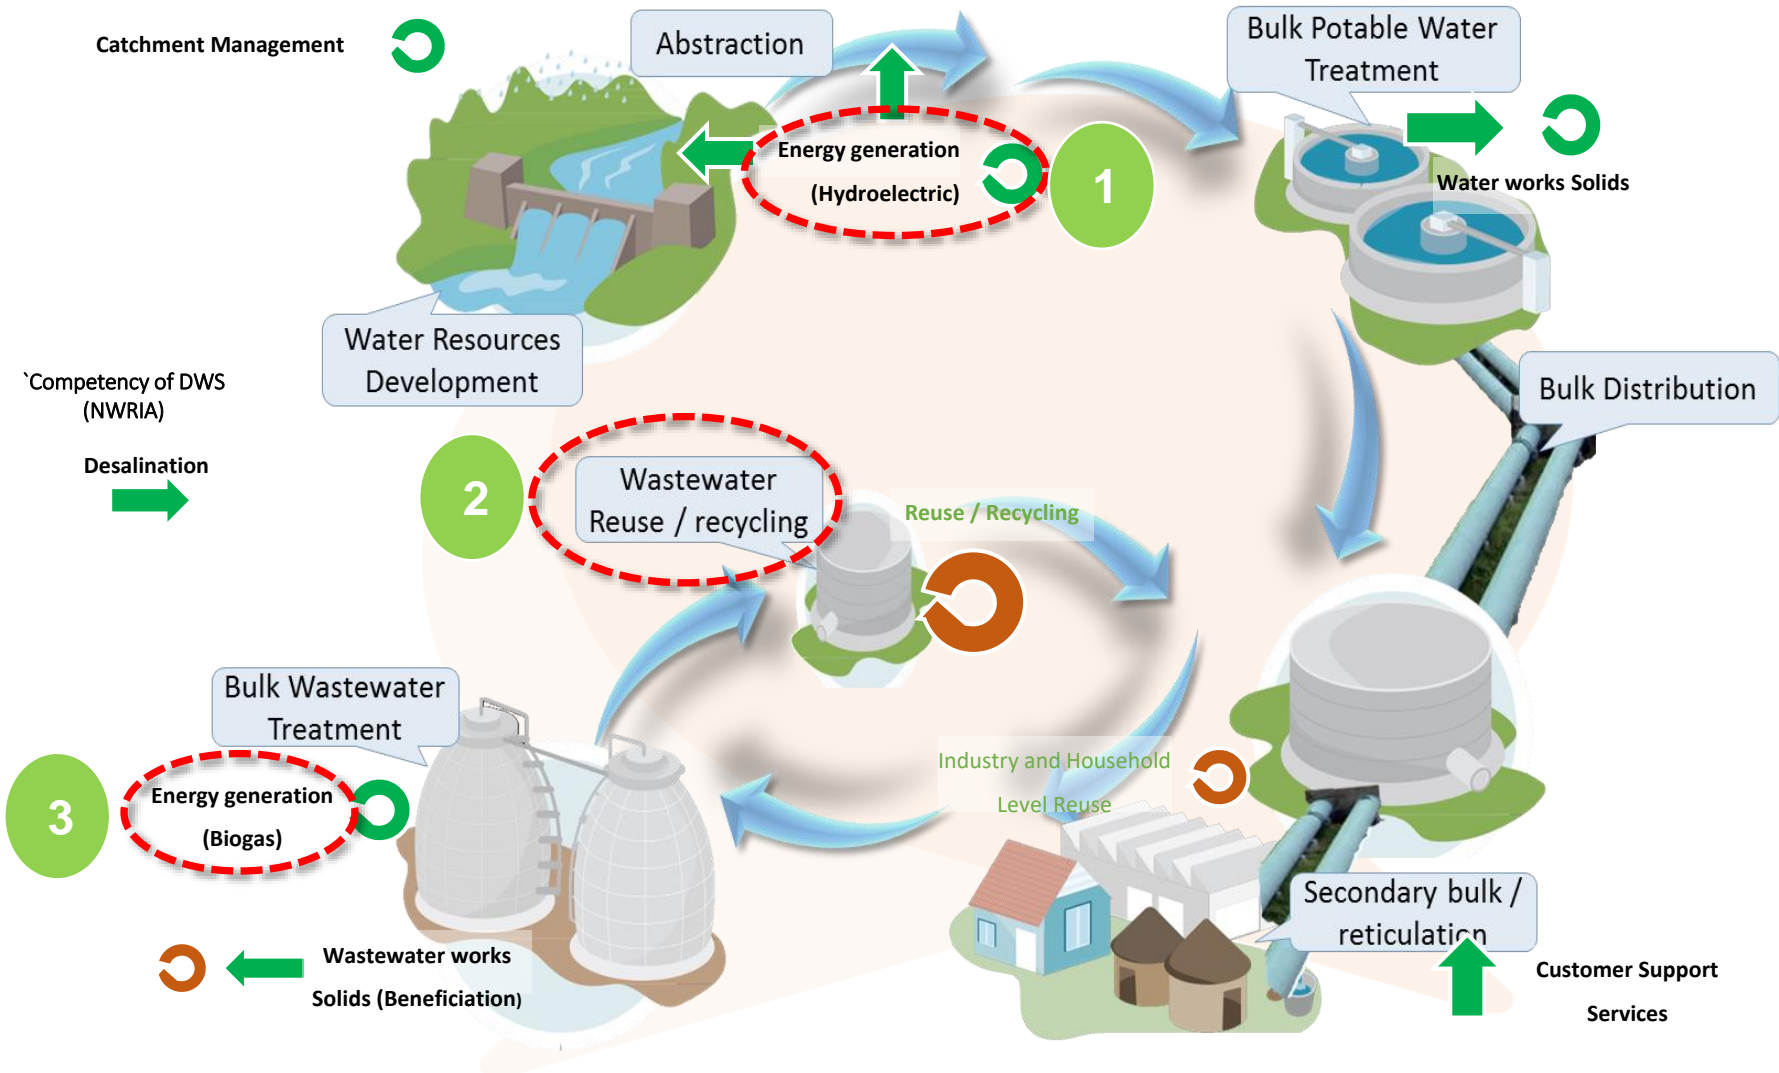 Catchment Management
Abstraction
Bulk Potable Water
Treatment
Energy generation
(Hydroelectric)
1
Water works Solids
Water Resources
Development
`Competency of DWS
(NWRIA)
Desalination
Bulk Distribution
2
Wastewater
Reuse / recycling
Reuse / Recycling
Bulk Wastewater
Treatment
Industry and Household
Level Reuse
3
Energy generation
(Biogas)
Secondary bulk /
reticulation
Wastewater works
Solids (Beneficiation)
Customer Support
Services